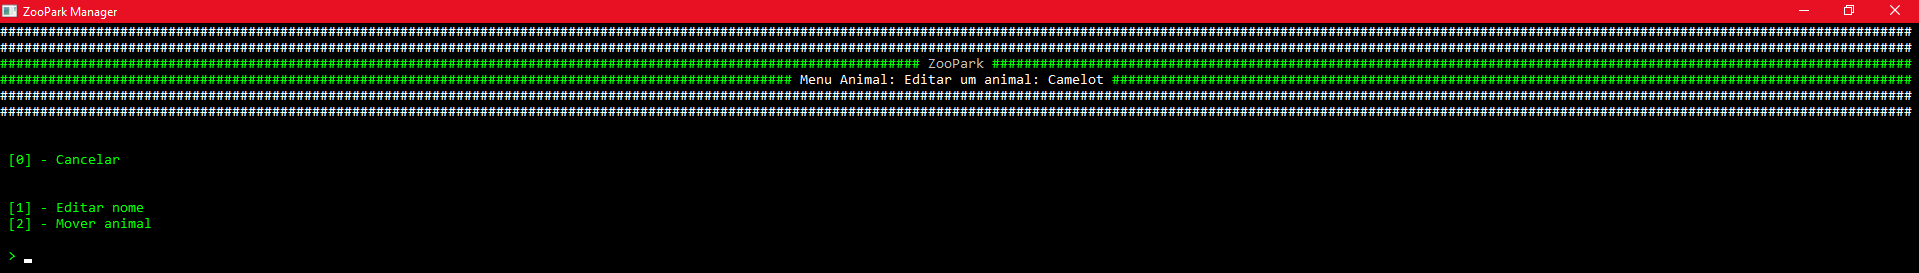 ZooPark Manager
###############################################################################################################################################################################################################################################
###############################################################################################################################################################################################################################################
################################################################################################################### ZooPark ###################################################################################################################
################################################################################################### Menu Animal: Editar um animal: Camelot ####################################################################################################
###############################################################################################################################################################################################################################################
###############################################################################################################################################################################################################################################
[0] - Cancelar
[1] - Editar nome
[2] - Mover animal
>